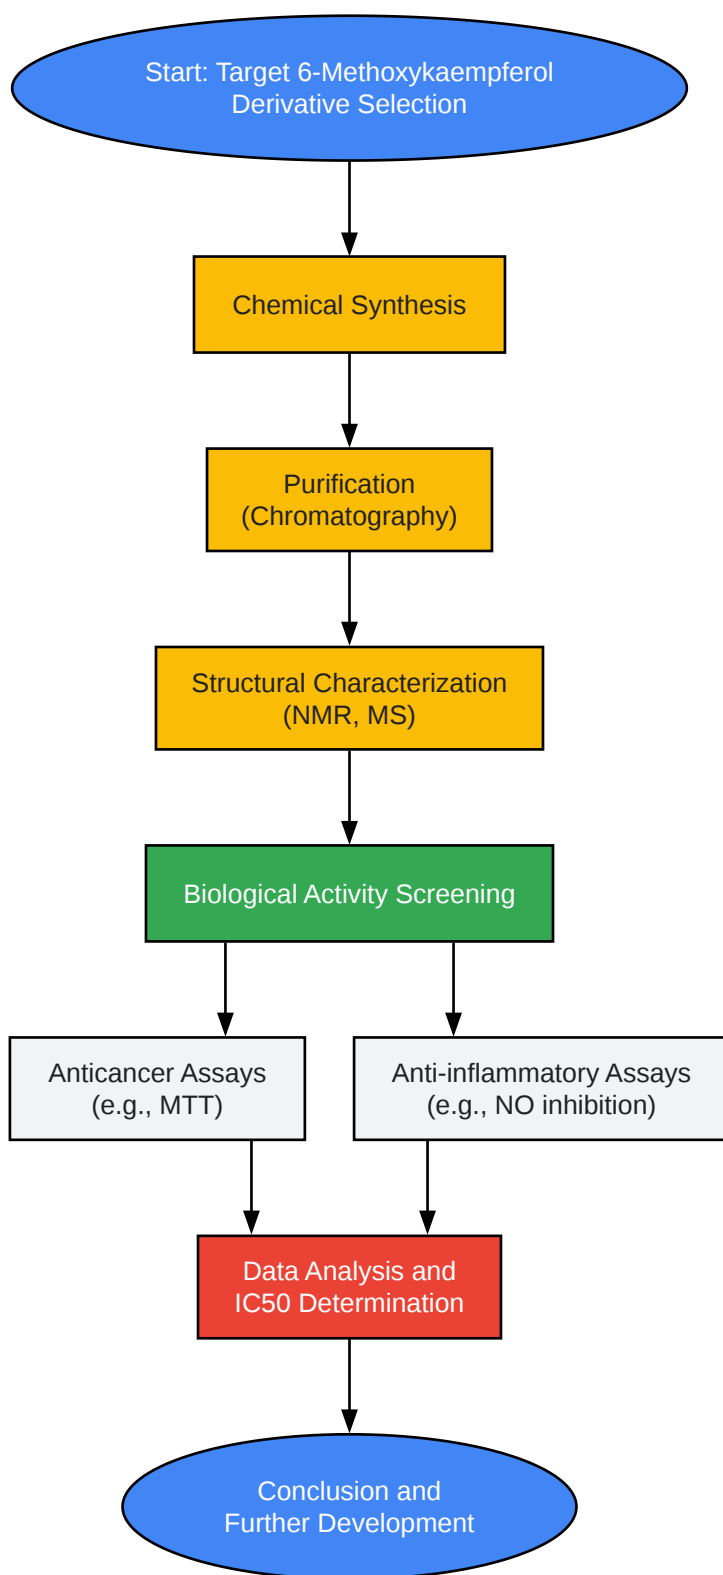 Start: Target 6-Methoxykaempferol
Derivative Selection
Chemical Synthesis
Purification
(Chromatography)
Structural Characterization
(NMR, MS)
Biological Activity Screening
Anticancer Assays
(e.g., MTT)
Anti-inflammatory Assays
(e.g., NO inhibition)
Data Analysis and
IC50 Determination
Conclusion and
Further Development